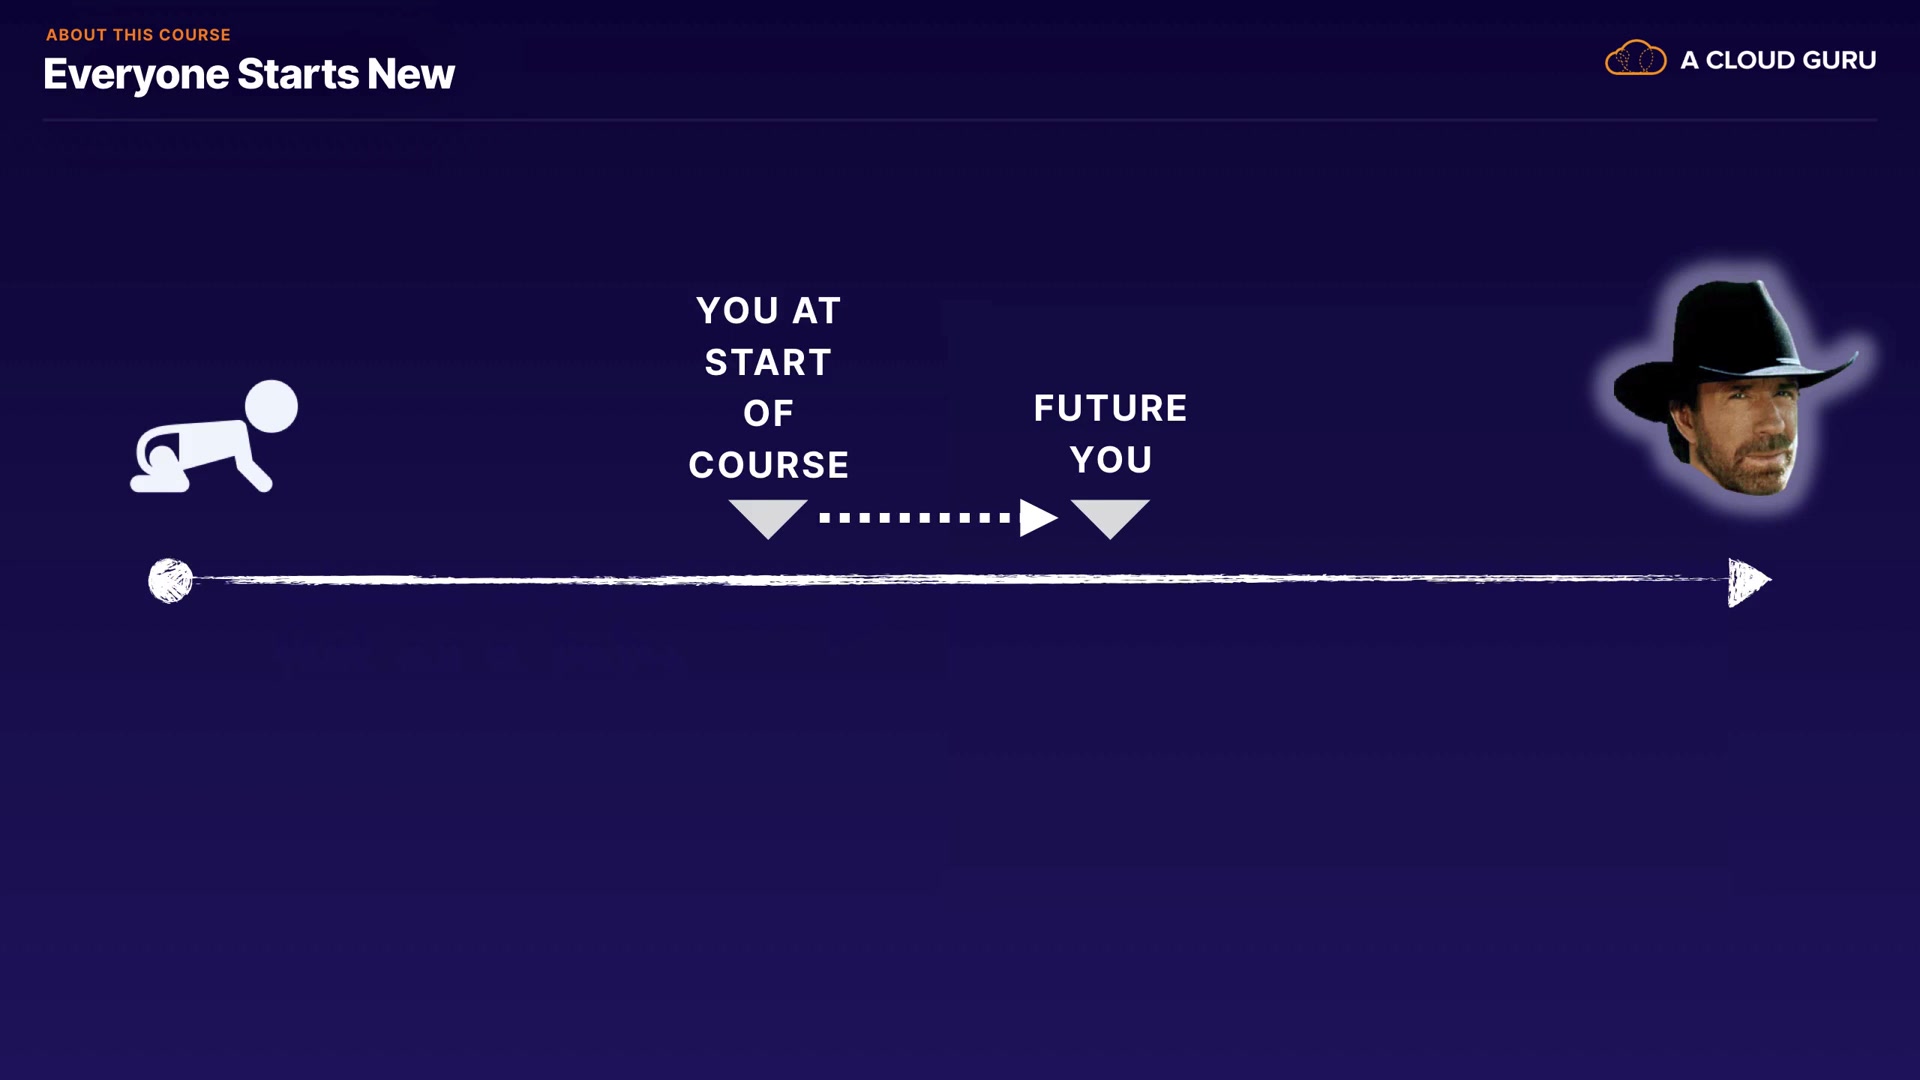 ABOUT THIS COURSE
Everyone Starts New
A CLOUD GURU
YOU AT
START
OF
COURSE
FUTURE
YOU